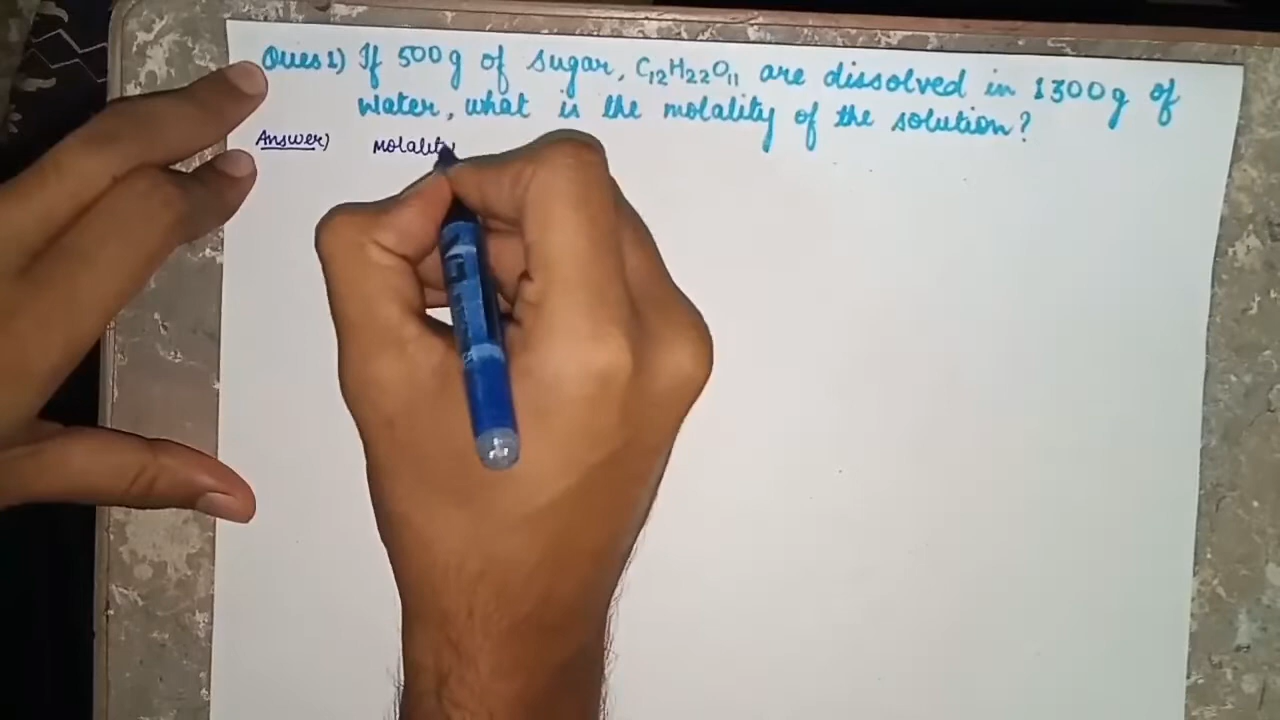 Ques 1) If 500g of sugar, C12H22O11 are dissolved in 1300g of
water, what is the molality of the solution?
Answer) Molality